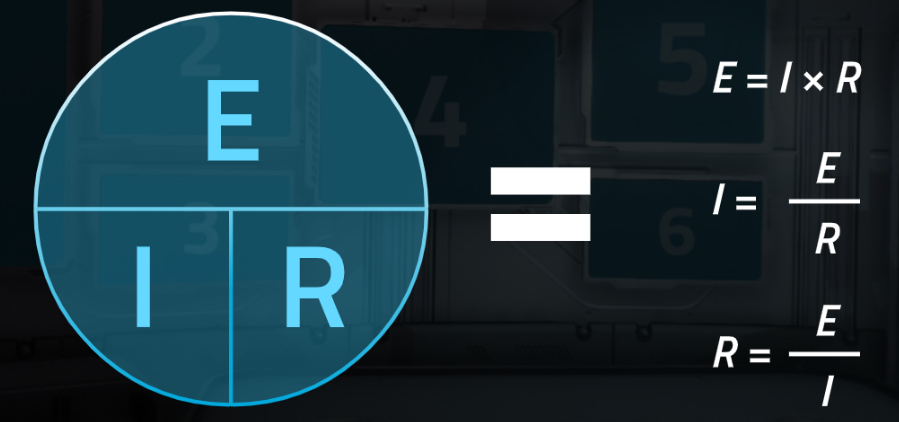 E
I R
=
E = I × R
I = E / R
R = E / I
2
3
4
5
6